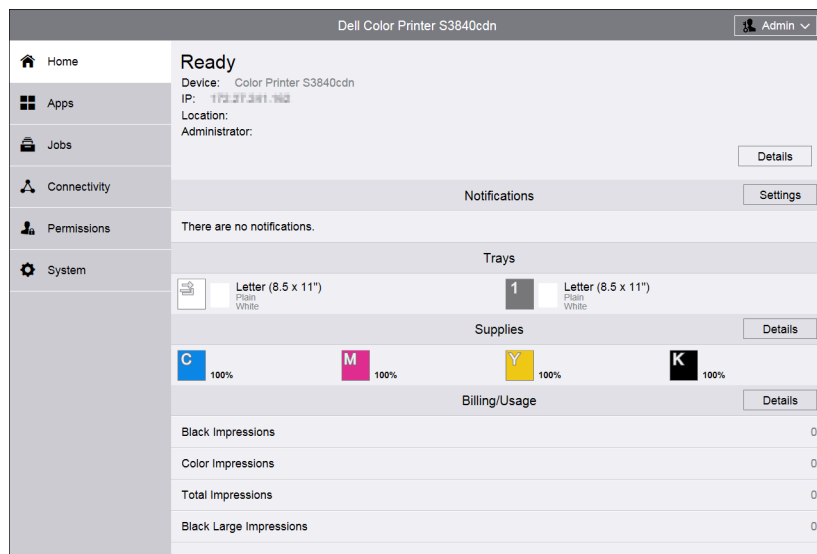 Dell Color Printer S3840cdn
Admin
Home
Apps
Jobs
Connectivity
Permissions
System
Ready
Device: Color Printer S3840cdn
IP:
Location:
Administrator:
Details
Notifications
Settings
There are no notifications.
Trays
Letter (8.5 x 11")
Plain
White
1
Letter (8.5 x 11")
Plain
White
Supplies
Details
C 100%
M 100%
Y 100%
K 100%
Billing/Usage
Details
Black Impressions 0
Color Impressions 0
Total Impressions 0
Black Large Impressions 0